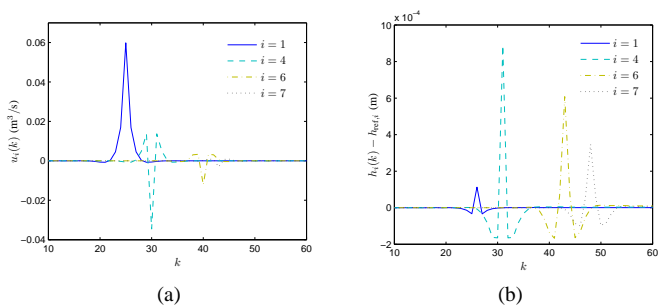 0.06
0.04
0.02
0
−0.02
−0.04
10 20 30 40 50 60
k
u_i(k) (m³/s)
i = 1
i = 4
i = 6
i = 7
(a)
10 x 10⁻⁴
8
6
4
2
0
−2
10 20 30 40 50 60
k
h_i(k) − h_ref,i (m)
i = 1
i = 4
i = 6
i = 7
(b)